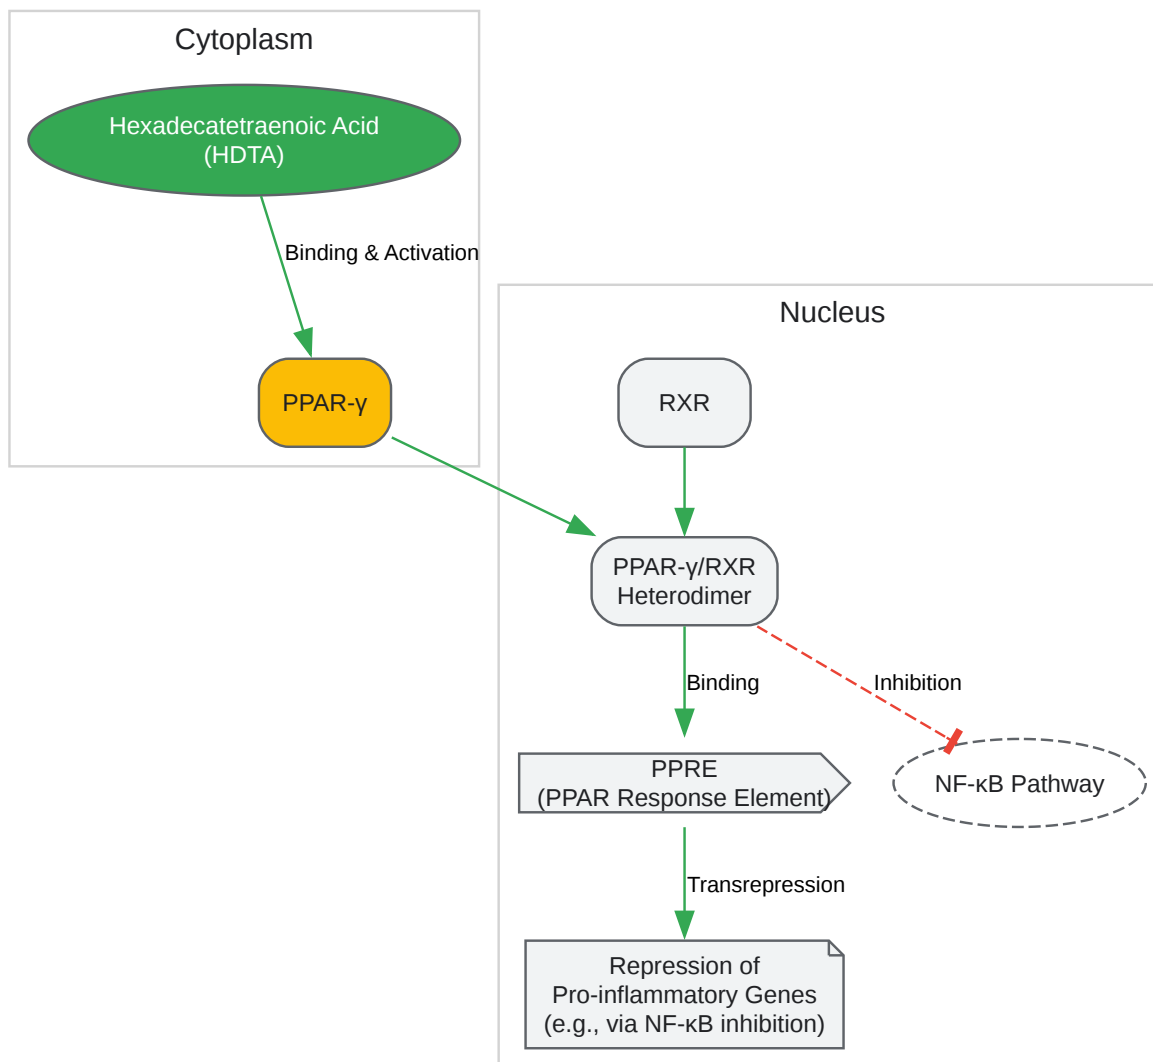 Cytoplasm
Hexadecatetraenoic Acid
(HDTA)
Binding & Activation
PPAR-γ
Nucleus
RXR
PPAR-γ/RXR
Heterodimer
Binding
Inhibition
PPRE
(PPAR Response Element)
NF-κB Pathway
Transrepression
Repression of
Pro-inflammatory Genes
(e.g., via NF-κB inhibition)